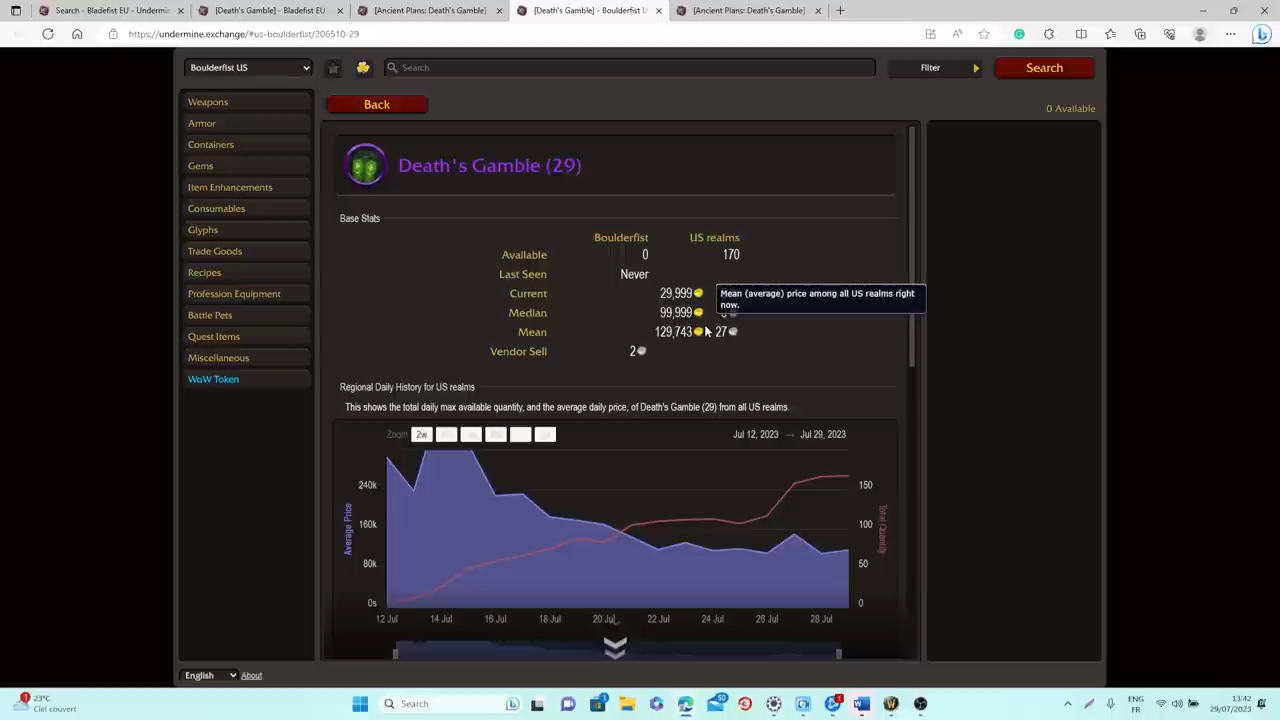 Search - Bladefist EU - Undermin
[Death's Gamble] - Bladefist EU
[Ancient Plans: Death's Gamble]
[Death's Gamble] - Boulderfist U
[Ancient Plans: Death's Gamble]
https://undermine.exchange/#us-boulderfist/206510-29
Boulderfist US
Search
Filter
Search
Back
0 Available
Weapons
Armor
Containers
Gems
Item Enhancements
Consumables
Glyphs
Trade Goods
Recipes
Profession Equipment
Battle Pets
Quest Items
Miscellaneous
WoW Token
Death's Gamble (29)
Base Stats
Boulderfist US realms
Available 0 170
Last Seen Never
Current 29,999
Median 99,999
Mean 129,743 27
Vendor Sell 2
Mean (average) price among all US realms right
now.
Regional Daily History for US realms
This shows the total daily max available quantity, and the average daily price, of Death's Gamble (29) from all US realms.
Zoom 2w
Jul 12, 2023 → Jul 29, 2023
240k
160k
80k
0s
Average Price
150
100
50
0
Total Quantity
12 Jul 14 Jul 16 Jul 18 Jul 20 Jul 22 Jul 24 Jul 26 Jul 28 Jul
English
About
1
23°C
Ciel couvert
Search
1
50
1
ENG
FR
13:42
29/07/2023